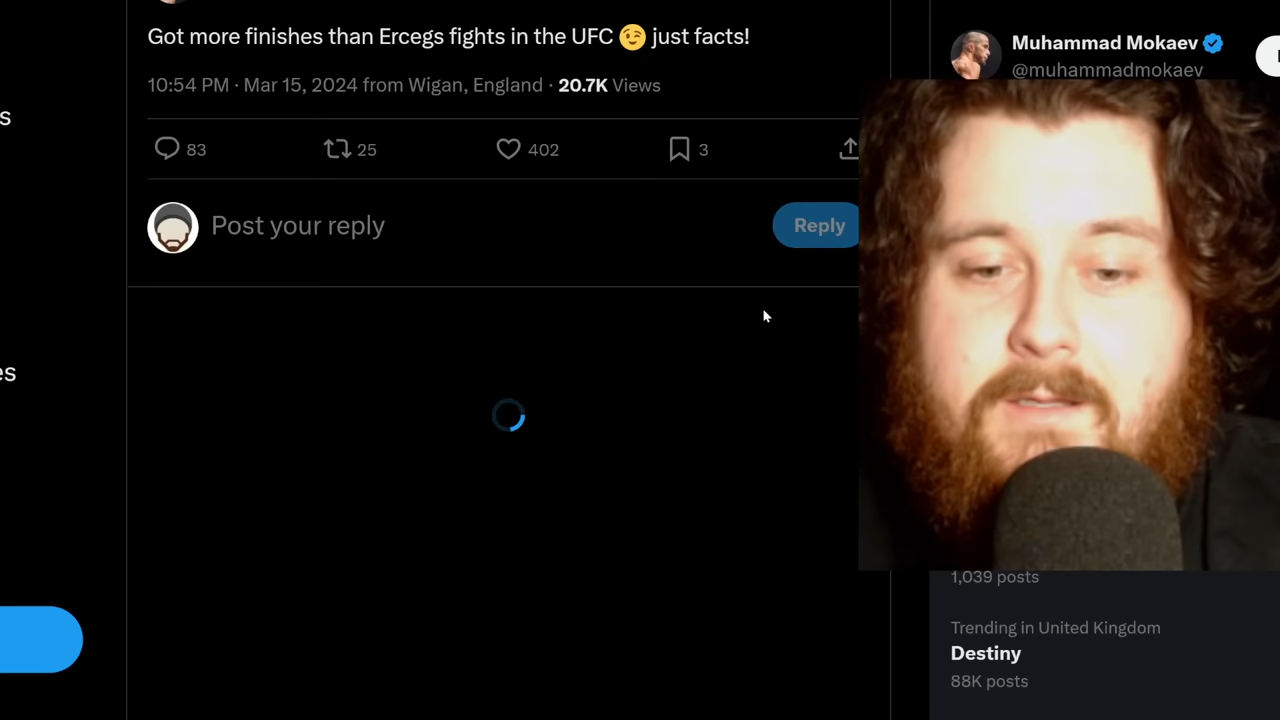 Got more finishes than Ercegs fights in the UFC 😉 just facts!
10:54 PM · Mar 15, 2024 from Wigan, England · 20.7K Views
83 25 402 3
Post your reply
Reply
s
es
Muhammad Mokaev
@muhammadmokaev
1,039 posts
Trending in United Kingdom
Destiny
88K posts